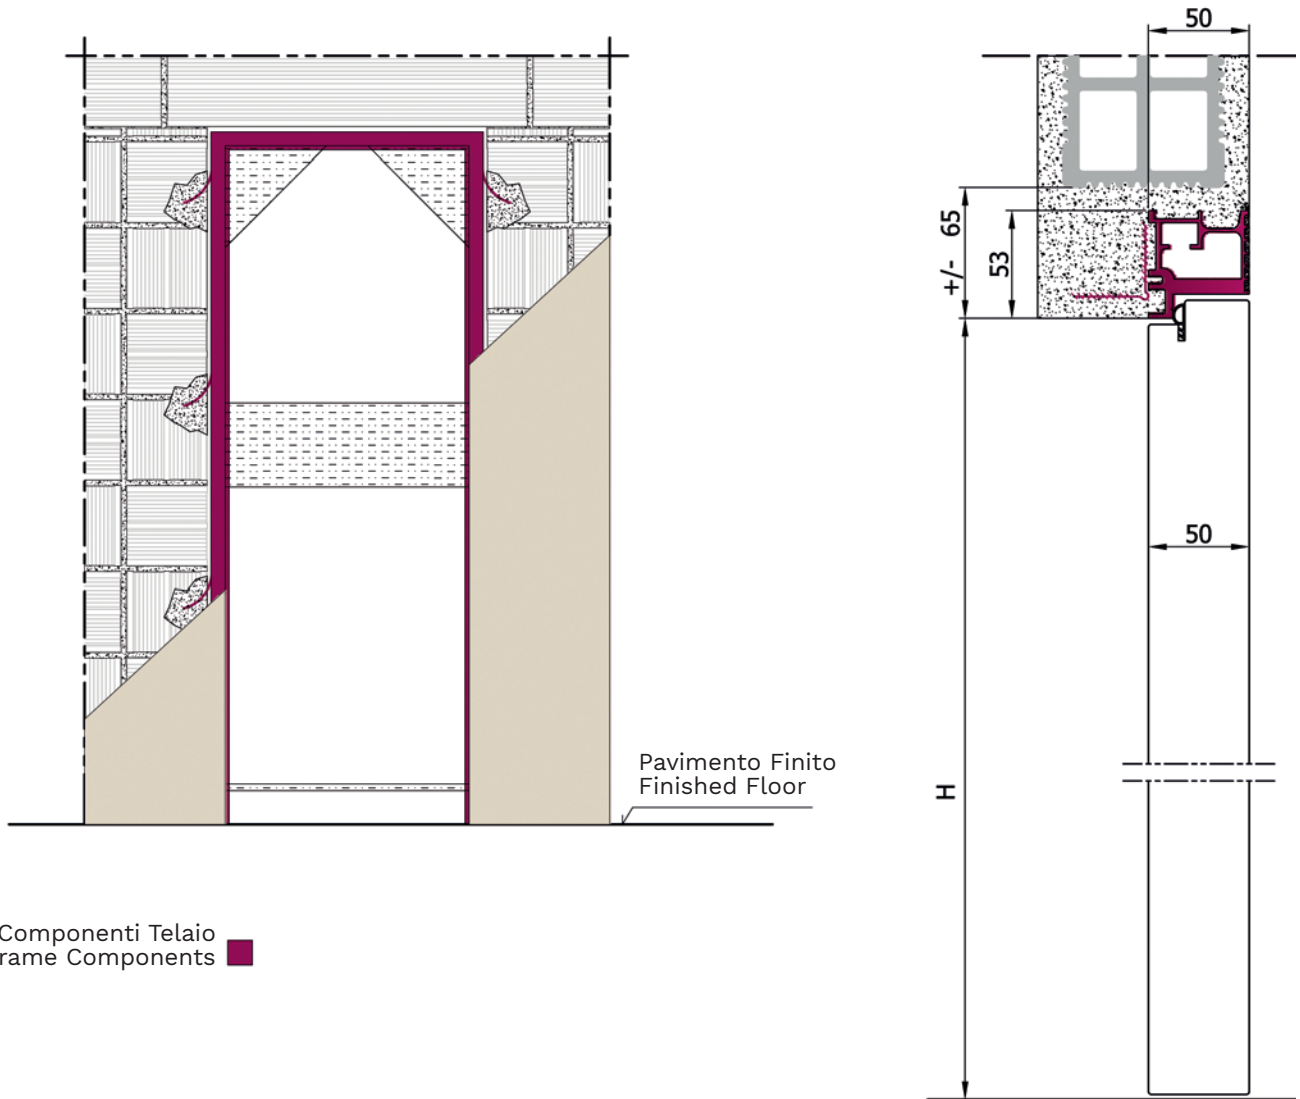 50
+/- 65
53
50
Pavimento Finito
Finished Floor
H
Componenti Telaio
rame Components